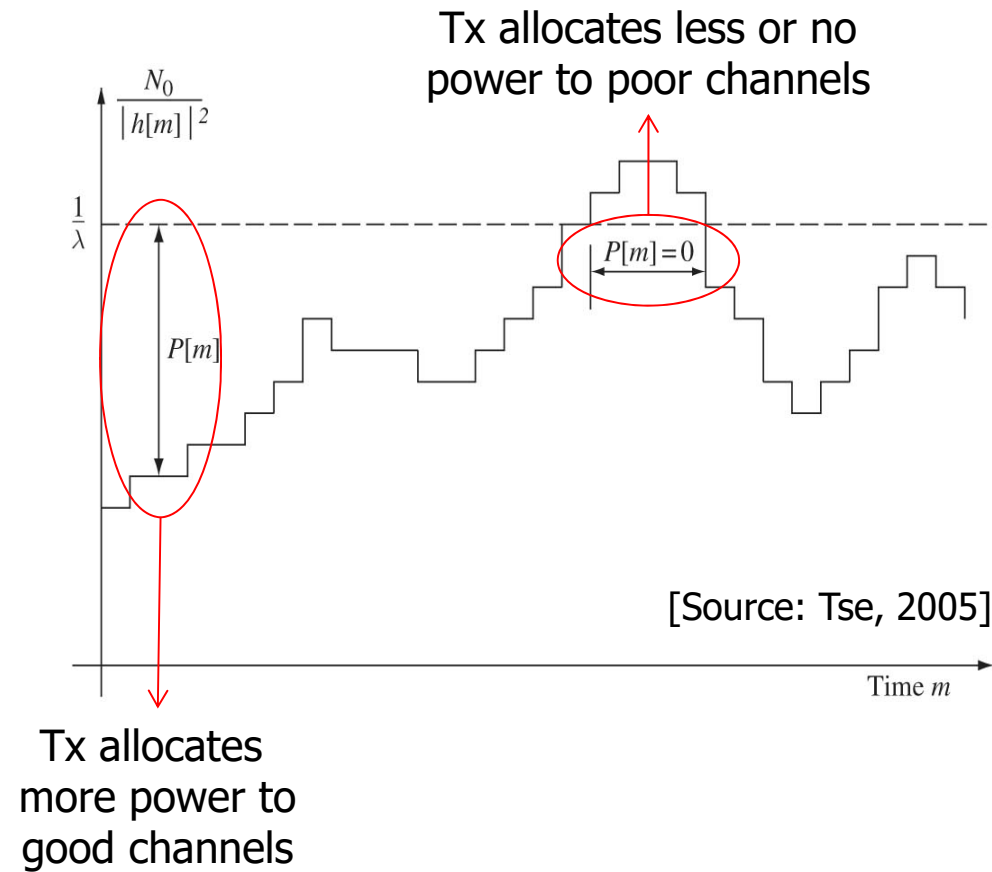 Tx allocates less or no
power to poor channels
N₀
|h[m]|²
1
λ
P[m]=0
P[m]
[Source: Tse, 2005]
Time m
Tx allocates
more power to
good channels